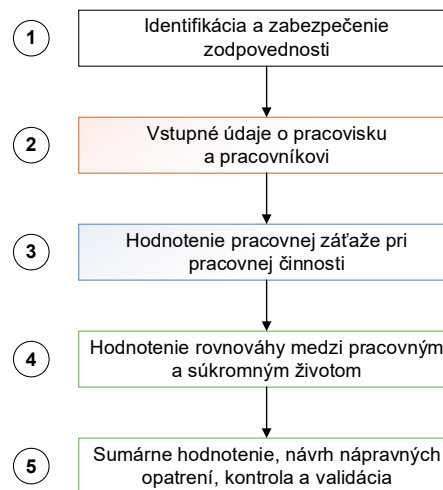 1
Identifikácia a zabezpečenie
zodpovednosti
2
Vstupné údaje o pracovisku
a pracovníkovi
3
Hodnotenie pracovnej záťaže pri
pracovnej činnosti
4
Hodnotenie rovnováhy medzi pracovným
a súkromným životom
5
Sumárne hodnotenie, návrh nápravných
opatrení, kontrola a validácia